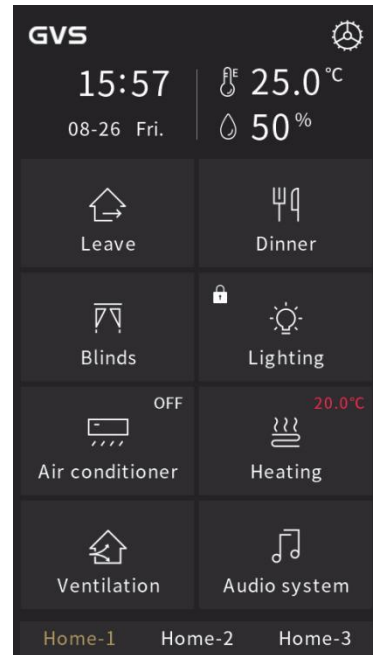 GVS
15:57
08-26 Fri.
25.0°C
50%
Leave
Dinner
Blinds
Lighting
OFF
Air conditioner
20.0°C
Heating
Ventilation
Audio system
Home-1 Home-2 Home-3